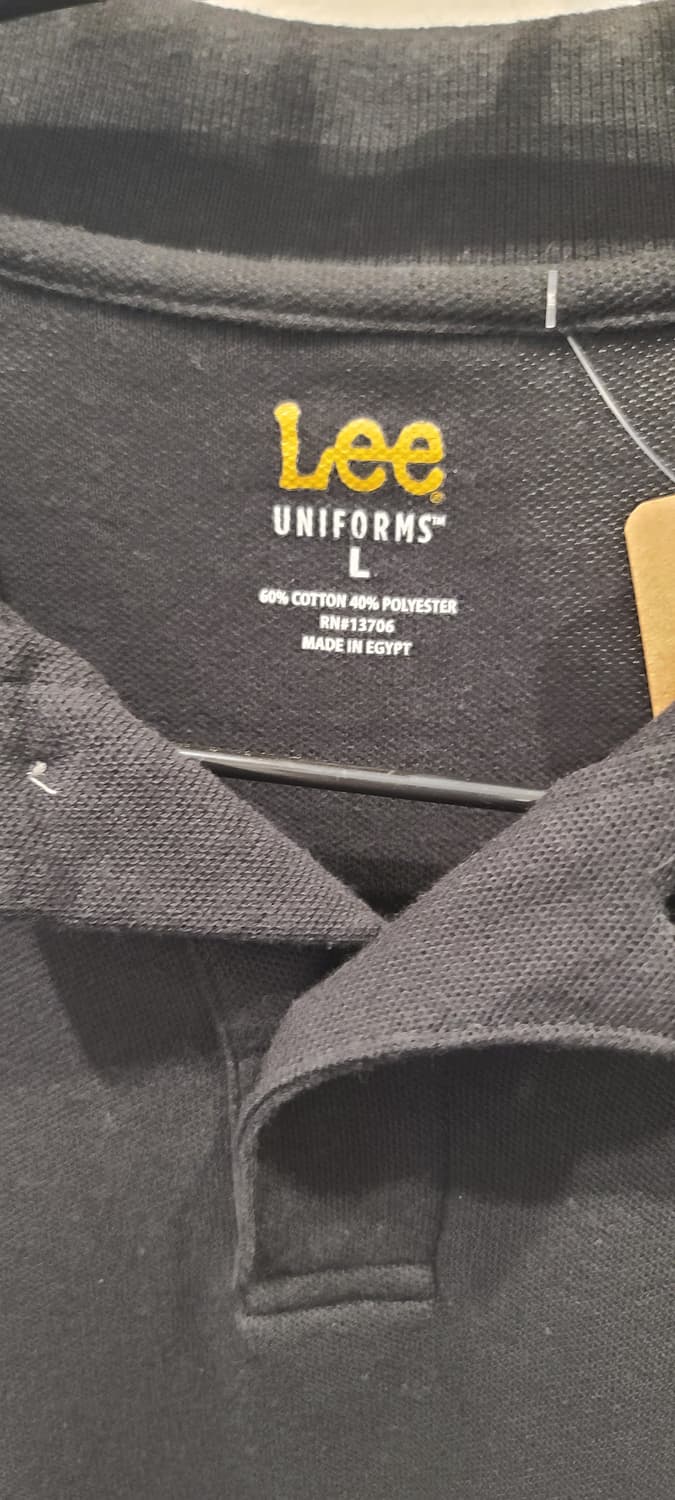 Lee®
UNIFORMS™
L
60% COTTON 40% POLYESTER
RN#13706
MADE IN EGYPT